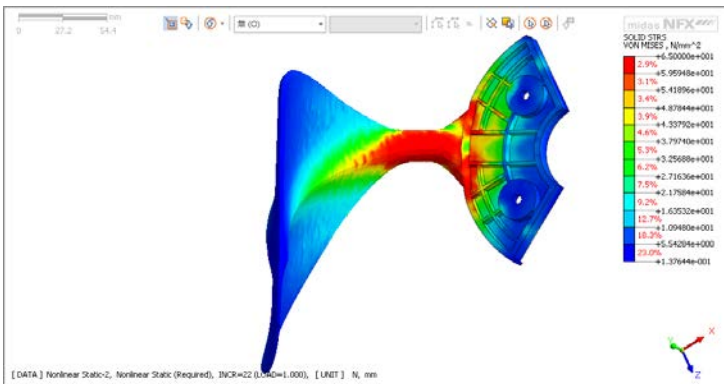 mm
0 27.2 54.4
無 (O)
midas NFX
SOLID STRS
VON MISES , N/mm^2
+6.50000e+001
2.9%
+5.95948e+001
3.1%
+5.41896e+001
3.4%
+4.87844e+001
3.9%
+4.33792e+001
4.6%
+3.79740e+001
5.3%
+3.25688e+001
6.2%
+2.71636e+001
7.5%
+2.17584e+001
9.2%
+1.63532e+001
12.7%
+1.09480e+001
18.3%
+5.54284e+000
23.0%
+1.37644e-001
X
Y
Z
[ DATA ] Nonlinear Static-2, Nonlinear Static (Required), INCR=22 (LOAD=1.000), [ UNIT ] N, mm